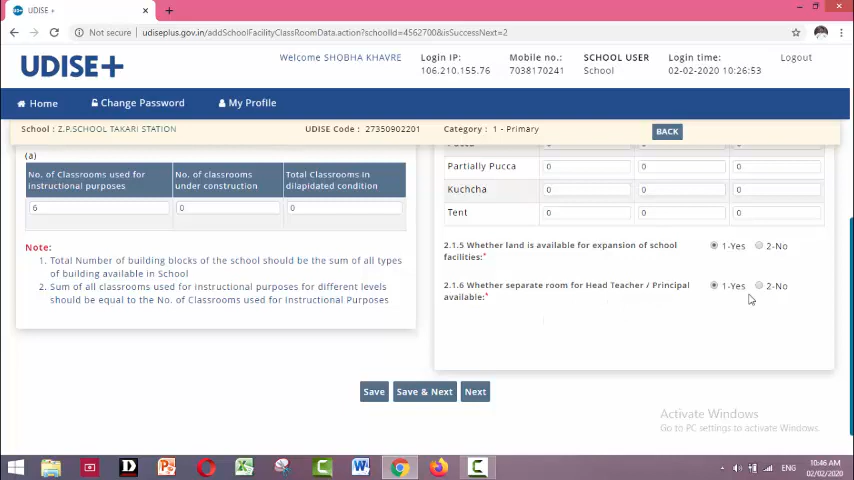 UDISE +
Not secure | udiseplus.gov.in/addSchoolFacilityClassRoomData.action?schoolId=4562700&isSuccessNext=2
UDISE+
Welcome SHOBHA KHAVRE
Login IP:
106.210.155.76
Mobile no.:
7038170241
SCHOOL USER
School
Login time:
02-02-2020 10:26:53
Logout
Home
Change Password
My Profile
School : Z.P.SCHOOL TAKARI STATION
UDISE Code : 27350902201
Category : 1 - Primary
BACK
(a)
No. of Classrooms used for
instructional purposes
No. of classrooms
under construction
Total Classrooms in
dilapidated condition
6
0
0
Note:
1. Total Number of building blocks of the school should be the sum of all types
of building available in School
2. Sum of all classrooms used for instructional purposes for different levels
should be equal to the No. of Classrooms used for Instructional Purposes
Partially Pucca 0 0 0
Kuchcha 0 0 0
Tent 0 0 0
2.1.5 Whether land is available for expansion of school
facilities:*
1-Yes 2-No
2.1.6 Whether separate room for Head Teacher / Principal
available:*
1-Yes 2-No
Save
Save & Next
Next
Activate Windows
Go to PC settings to activate Windows.
ENG
10:46 AM
02/02/2020